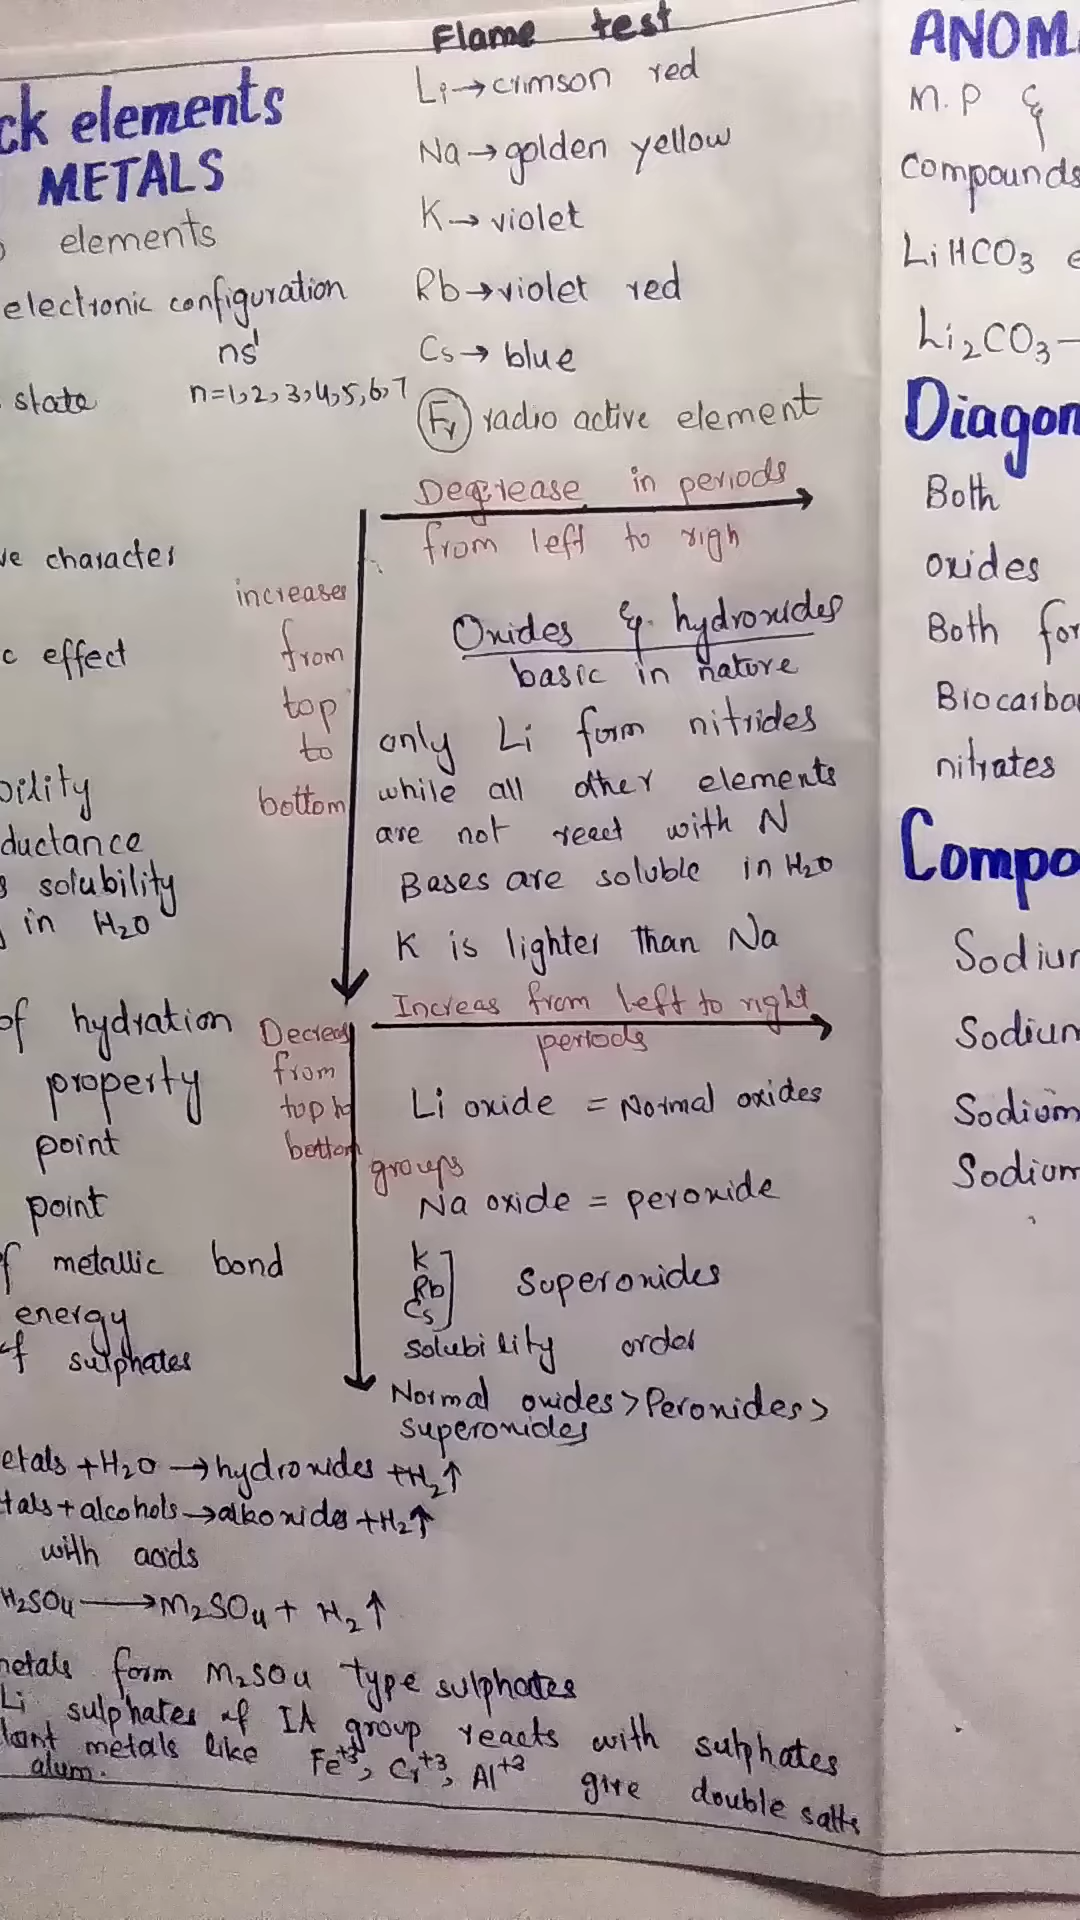 Flame test
ck elements
METALS
elements
electronic configuration
ns¹
state n=1,2,3,4,5,6,7
ve character
c effect
bility
ductance
solubility
in H2O
of hydration
property
point
point
f metallic bond
energy
of sulphates
Li→crimson red
Na→golden yellow
K→violet
Rb→violet red
Cs→blue
Fr radio active element
Degrease in periods
from left to righ
increases
from
top
to
bottom
Oxides & hydroxides
basic in nature
only Li form nitrides
while all other elements
are not react with N
Bases are soluble in H2O
K is lighter than Na
Increas from left to right
periods
Decreas
from
top to
bottom
groups
Li oxide = Normal oxides
Na oxide = peroxide
K
Rb
Cs
] Superoxides
solubility order
Normal oxides > Peroxides >
superoxides
etals + H2O → hydroxides + H2↑
tals + alcohols → alkoxides + H2↑
with acids
H2SO4 → M2SO4 + H2↑
metals form M2SO4 type sulphates
Li sulphates of IA group reacts with sulphates
lant metals like Fe+3, Cr+3, Al+3 give double salts
alum.
ANOM
M.P &
Compounds
LiHCO3
Li2CO3
Diagon
Both
oxides
Both for
Biocarbo
nitrates
Compo
Sodium
Sodium
Sodium
Sodium